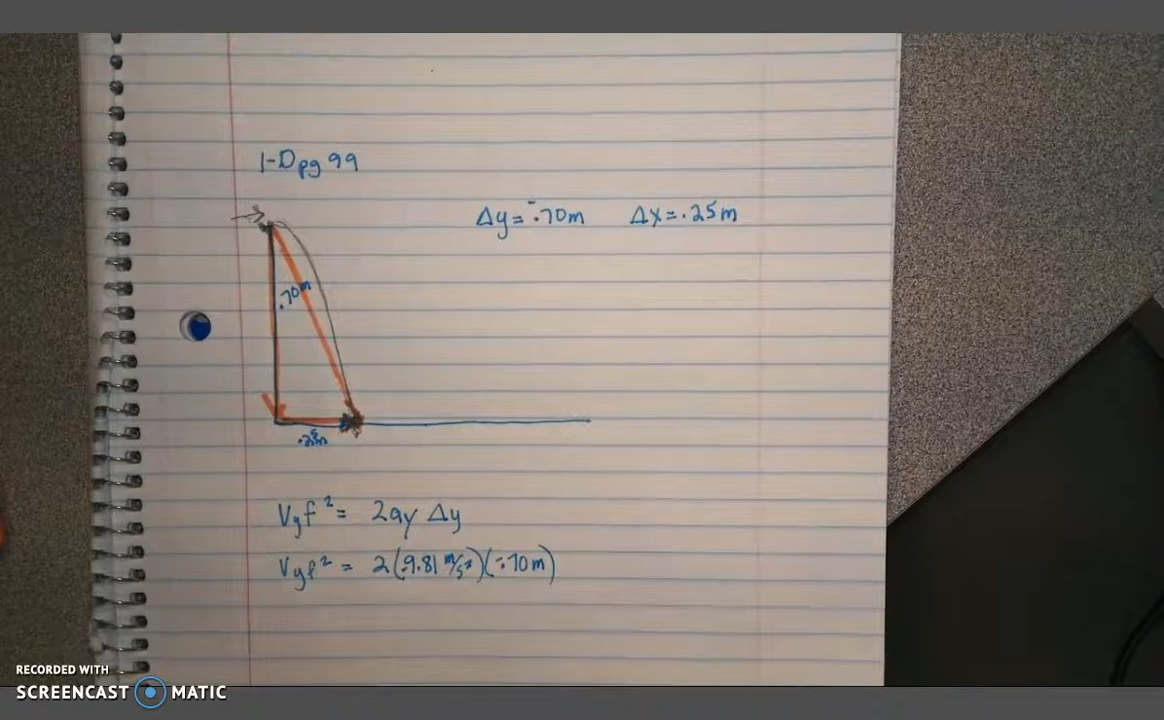 1-D pg 99
Δy = -.70m   Δx = .25m
.70m
.25m
Vyf² = 2ay Δy
Vyf² = 2(-9.81 m/s²)(-.70m)
RECORDED WITH
SCREENCAST MATIC